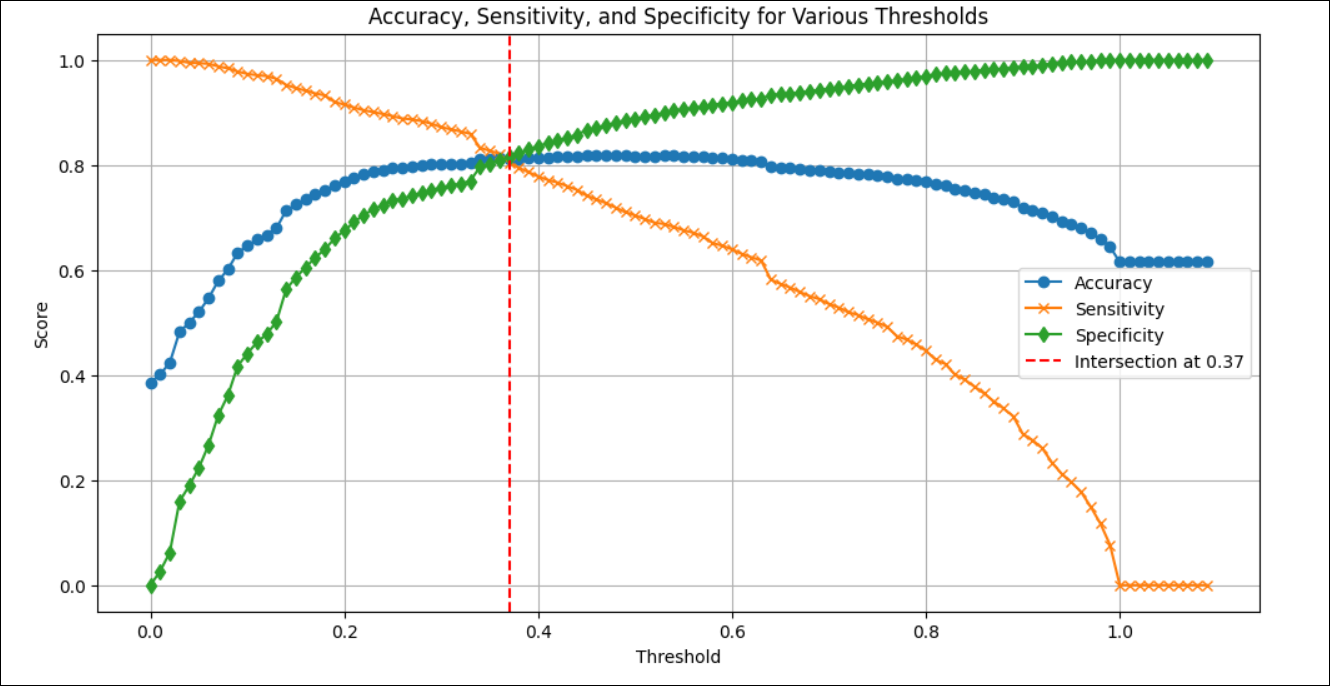 Accuracy, Sensitivity, and Specificity for Various Thresholds
1.0
0.8
0.6
0.4
0.2
0.0
Score
Accuracy
Sensitivity
Specificity
Intersection at 0.37
0.0 0.2 0.4 0.6 0.8 1.0
Threshold